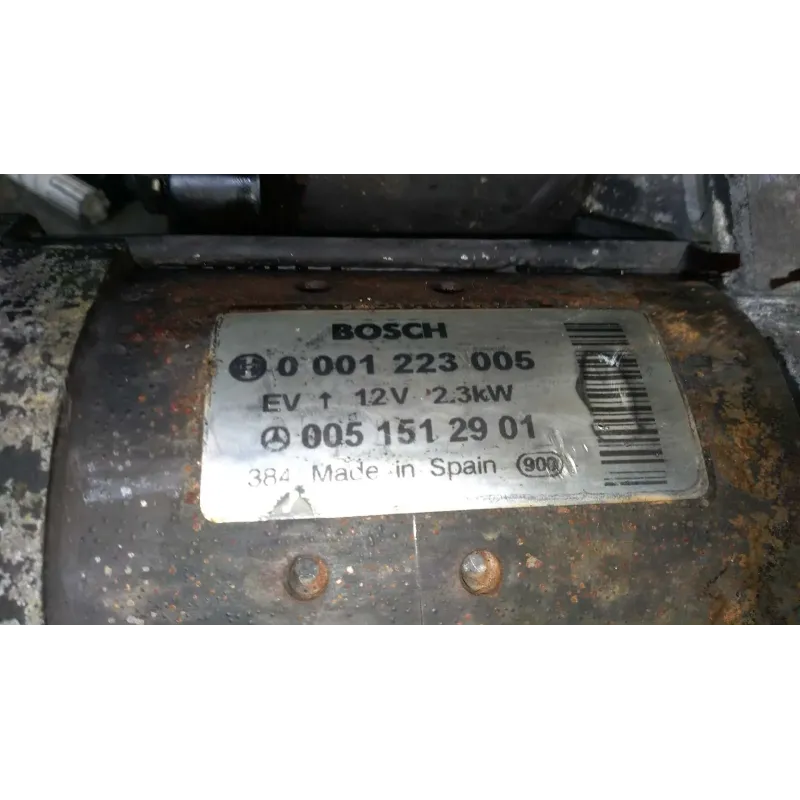 BOSCH
0 001 223 005
EV ↑ 12V 2.3kW
005 151 29 01
384 Made in Spain 900